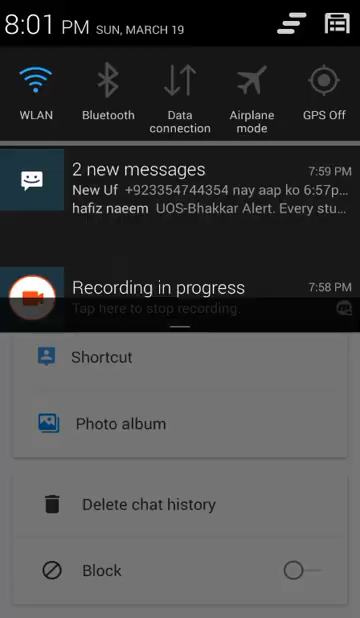 8:01 PM SUN, MARCH 19
WLAN
Bluetooth
Data connection
Airplane mode
GPS Off
2 new messages 7:59 PM
New Uf +923354744354 nay aap ko 6:57p...
hafiz naeem UOS-Bhakkar Alert. Every stu...
Recording in progress 7:58 PM
Tap here to stop recording.
Shortcut
Photo album
Delete chat history
Block